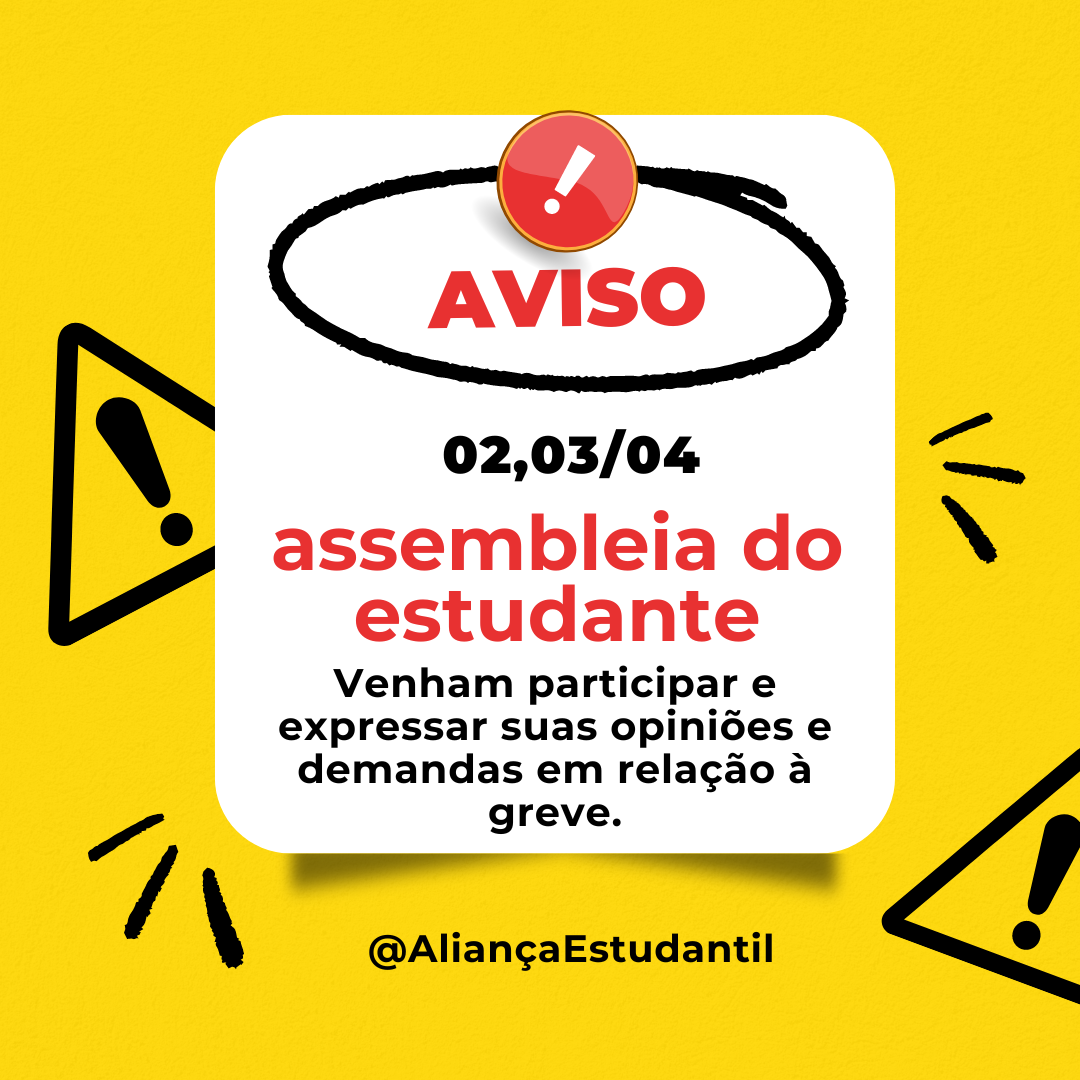 AVISO
02,03/04
assembleia do
estudante
Venham participar e
expressar suas opiniões e
demandas em relação à
greve.
@AliançaEstudantil